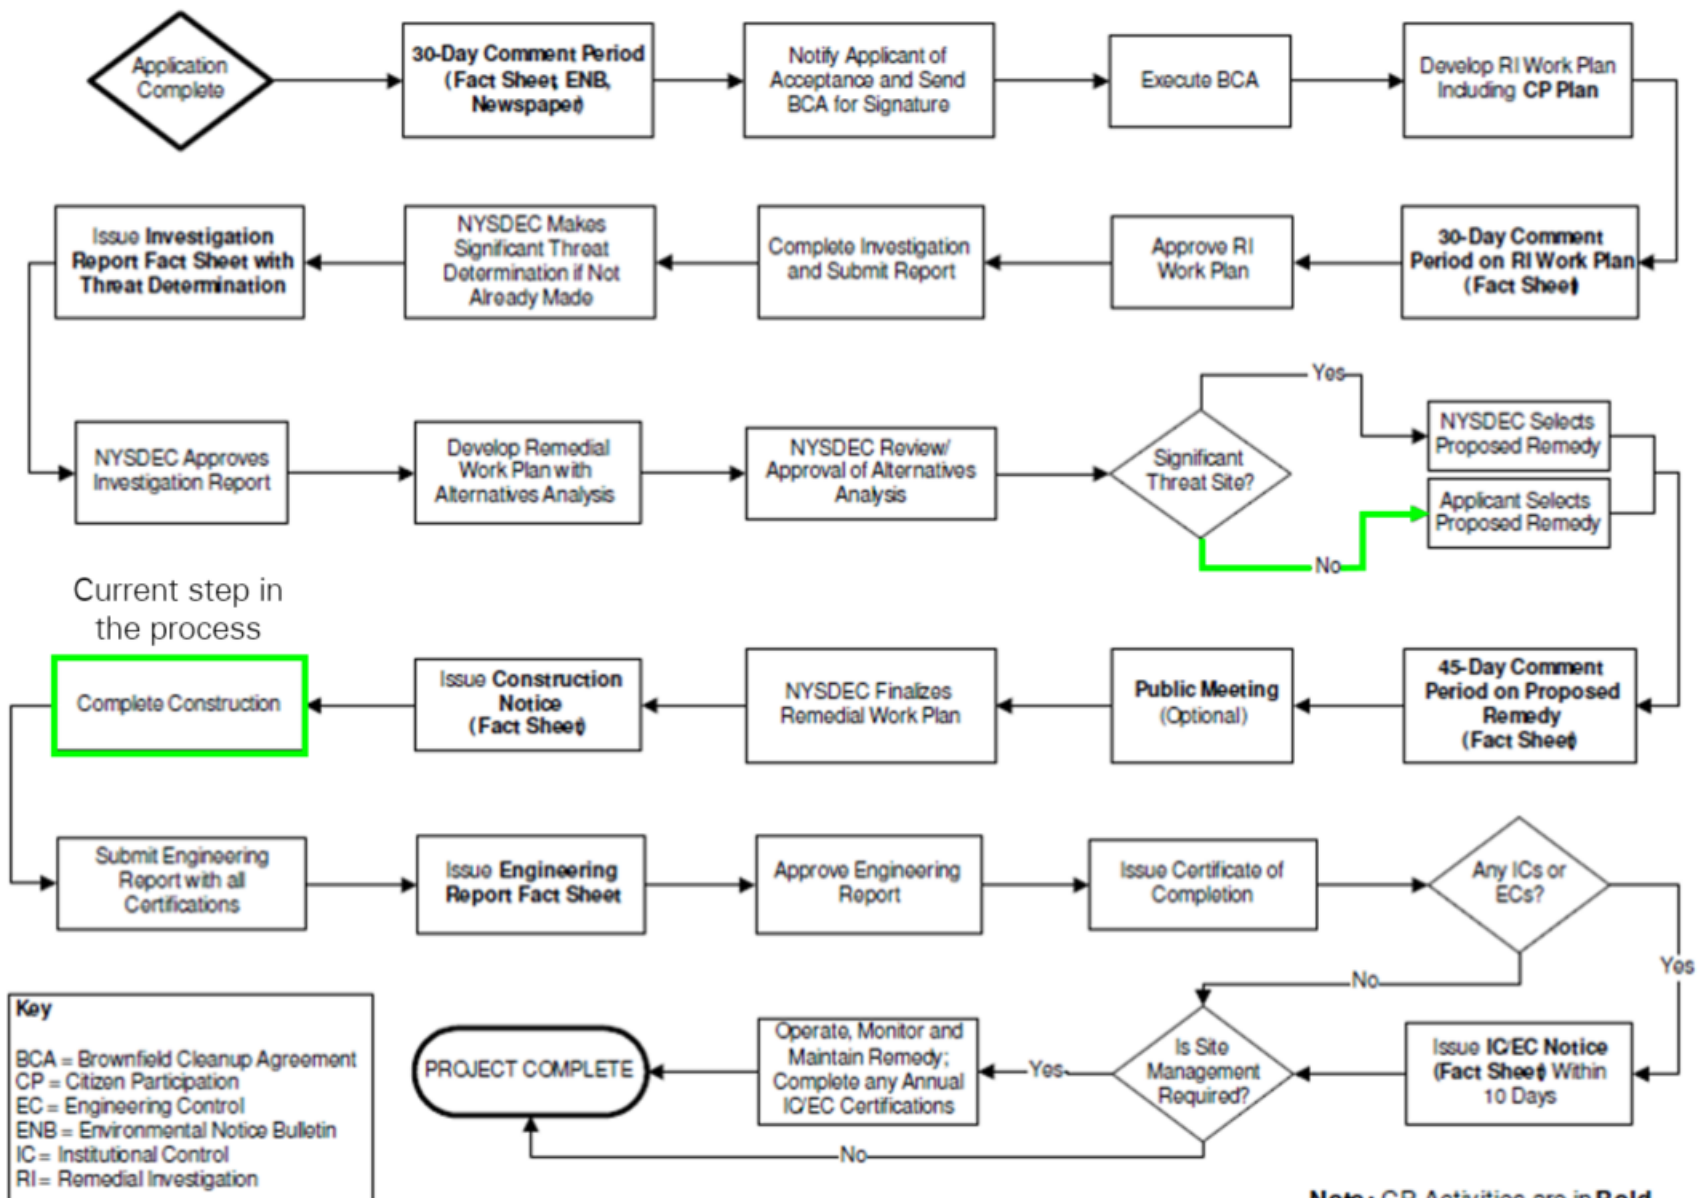 Application
Complete
30-Day Comment Period
(Fact Sheet, ENB,
Newspaper)
Notify Applicant of
Acceptance and Send
BCA for Signature
Execute BCA
Develop RI Work Plan
Including CP Plan
Issue Investigation
Report Fact Sheet with
Threat Determination
NYSDEC Makes
Significant Threat
Determination if Not
Already Made
Complete Investigation
and Submit Report
Approve RI
Work Plan
30-Day Comment
Period on RI Work Plan
(Fact Sheet)
NYSDEC Approves
Investigation Report
Develop Remedial
Work Plan with
Alternatives Analysis
NYSDEC Review/
Approval of Alternatives
Analysis
Significant
Threat Site?
Yes
No
NYSDEC Selects
Proposed Remedy
Applicant Selects
Proposed Remedy
Current step in
the process
Complete Construction
Issue Construction
Notice
(Fact Sheet)
NYSDEC Finalizes
Remedial Work Plan
Public Meeting
(Optional)
45-Day Comment
Period on Proposed
Remedy
(Fact Sheet)
Submit Engineering
Report with all
Certifications
Issue Engineering
Report Fact Sheet
Approve Engineering
Report
Issue Certificate of
Completion
Any ICs or
ECs?
Yes
No
Key
BCA = Brownfield Cleanup Agreement
CP = Citizen Participation
EC = Engineering Control
ENB = Environmental Notice Bulletin
IC = Institutional Control
RI = Remedial Investigation
PROJECT COMPLETE
Operate, Monitor and
Maintain Remedy;
Complete any Annual
IC/EC Certifications
Yes
Is Site
Management
Required?
Issue IC/EC Notice
(Fact Sheet) Within
10 Days
No
Note: CP Activities are in Bold